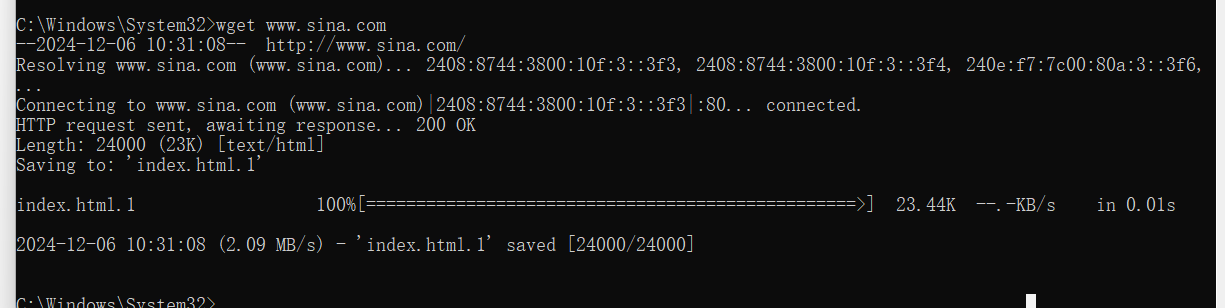 C:\Windows\System32>wget www.sina.com
--2024-12-06 10:31:08--  http://www.sina.com/
Resolving www.sina.com (www.sina.com)... 2408:8744:3800:10f:3::3f3, 2408:8744:3800:10f:3::3f4, 240e:f7:7c00:80a:3::3f6,
...
Connecting to www.sina.com (www.sina.com)|2408:8744:3800:10f:3::3f3|:80... connected.
HTTP request sent, awaiting response... 200 OK
Length: 24000 (23K) [text/html]
Saving to: 'index.html.1'
index.html.1                  100%[=================================================>]  23.44K  --.-KB/s    in 0.01s
2024-12-06 10:31:08 (2.09 MB/s) - 'index.html.1' saved [24000/24000]
C:\Windows\System32>